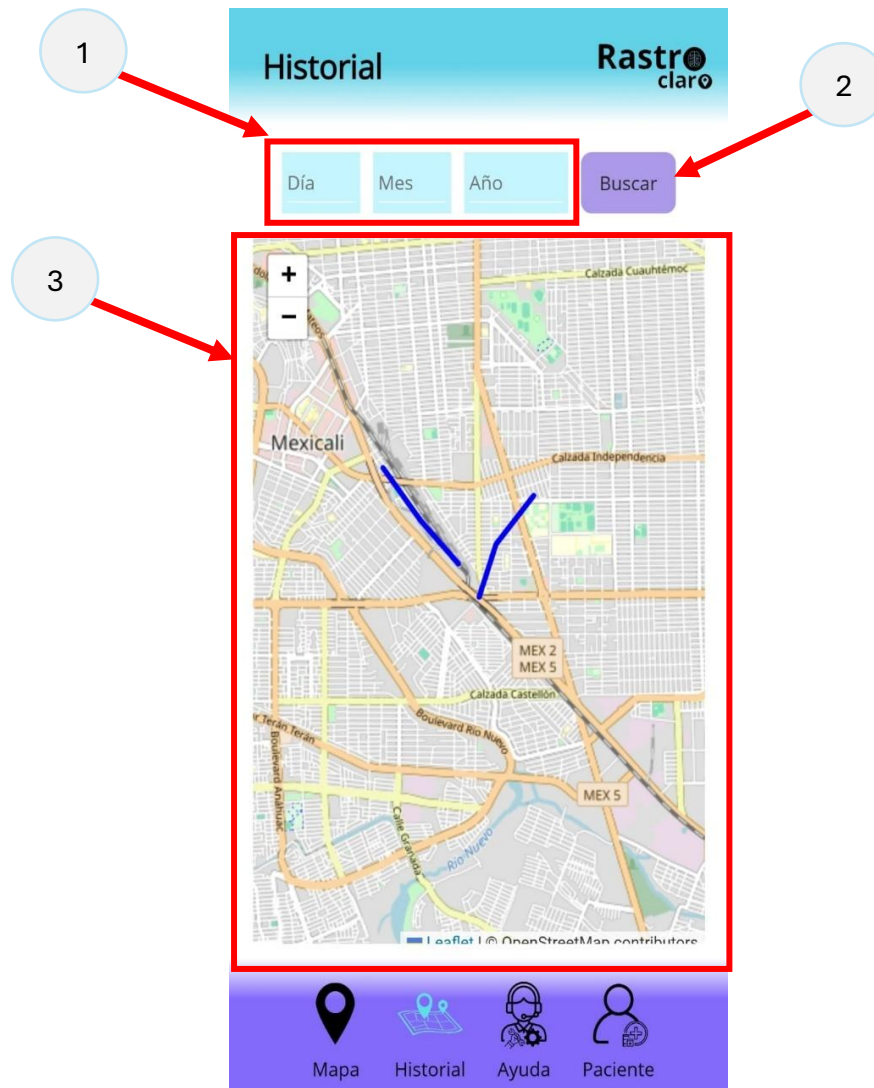 1
Historial
Rastro
claro
2
Día
Mes
Año
Buscar
3
+
−
Calzada Cuauhtémoc
Mexicali
Calzada Independencia
MEX 2
MEX 5
Calzada Castellón
Boulevard Río Nuevo
Terán Terán
Boulevard Anáhuac
MEX 5
Calle Granada
Río Nuevo
Leaflet | © OpenStreetMap contributors
Mapa
Historial
Ayuda
Paciente